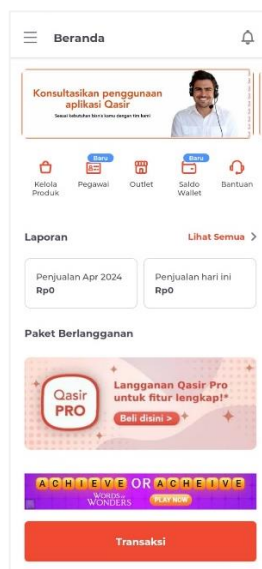 Beranda
Konsultasikan penggunaan
aplikasi Qasir
Sesuai kebutuhan bisnis kamu dengan tim kami!
Baru
Baru
Kelola
Produk
Pegawai
Outlet
Saldo
Wallet
Bantuan
Laporan
Lihat Semua
Penjualan Apr 2024
Rp0
Penjualan hari ini
Rp0
Paket Berlangganan
Qasir
PRO
Langganan Qasir Pro
untuk fitur lengkap!*
Beli disini >
ACHIEVE OR ACHEIVE
WORDS OF
WONDERS
PLAY NOW
Transaksi